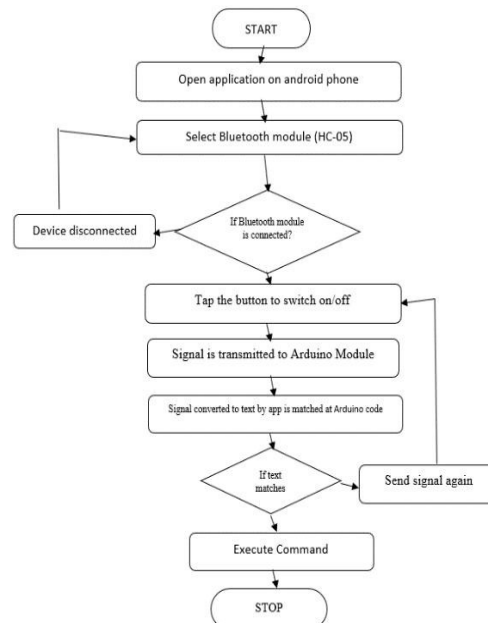 START
Open application on android phone
Select Bluetooth module (HC-05)
Device disconnected
If Bluetooth module
is connected?
Tap the button to switch on/off
Signal is transmitted to Arduino Module
Signal converted to text by app is matched at Arduino code
If text
matches
Send signal again
Execute Command
STOP